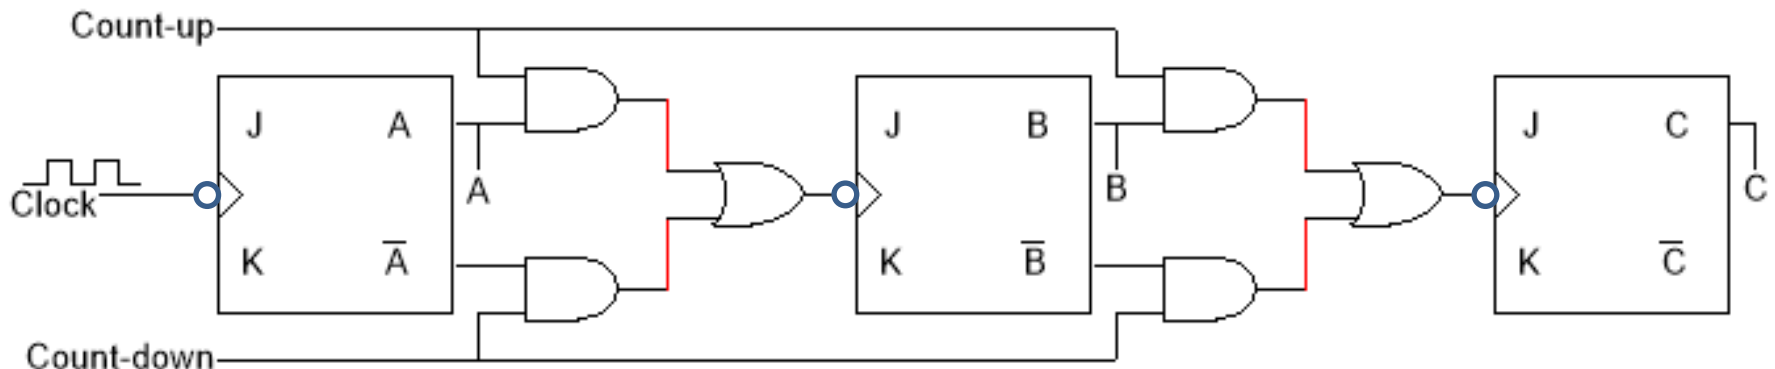 Count-up
J A J B J C
Clock A B C
K A̅ K B̅ K C̅
Count-down